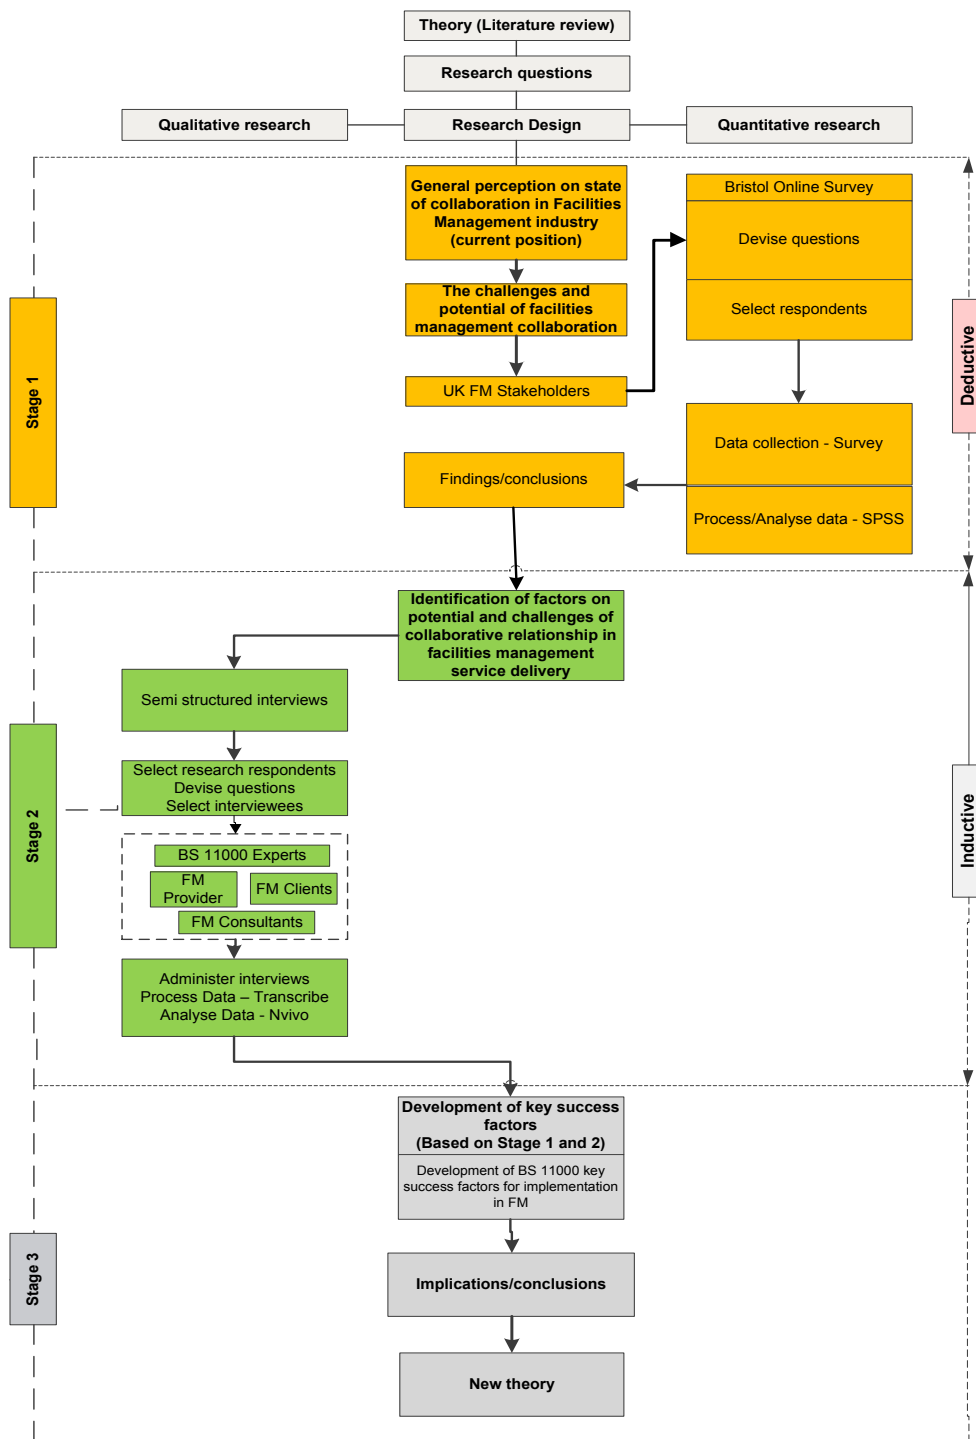 Theory (Literature review)
Research questions
Qualitative research
Research Design
Quantitative research
General perception on state
of collaboration in Facilities
Management industry
(current position)
Bristol Online Survey
Devise questions
Select respondents
The challenges and
potential of facilities
management collaboration
UK FM Stakeholders
Stage 1
Deductive
Data collection - Survey
Process/Analyse data - SPSS
Findings/conclusions
Identification of factors on
potential and challenges of
collaborative relationship in
facilities management
service delivery
Semi structured interviews
Select research respondents
Devise questions
Select interviewees
Stage 2
Inductive
BS 11000 Experts
FM
Provider
FM Clients
FM Consultants
Administer interviews
Process Data – Transcribe
Analyse Data - Nvivo
Development of key success
factors
(Based on Stage 1 and 2)
Development of BS 11000 key
success factors for implementation
in FM
Stage 3
Implications/conclusions
New theory